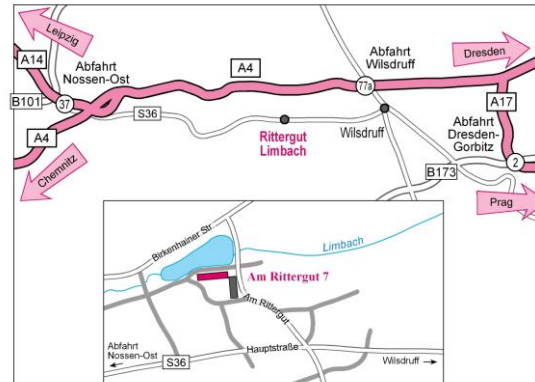 Leipzig
A14
Abfahrt
Nossen-Ost
B101
37
A4
Chemnitz
S36
A4
Rittergut
Limbach
Abfahrt
Wilsdruff
77a
Wilsdruff
Dresden
A17
Abfahrt
Dresden-
Gorbitz
2
B173
Prag
Birkenhainer Str
Limbach
Am Rittergut 7
Am Rittergut
Hauptstraße
Abfahrt
Nossen-Ost
S36
Wilsdruff